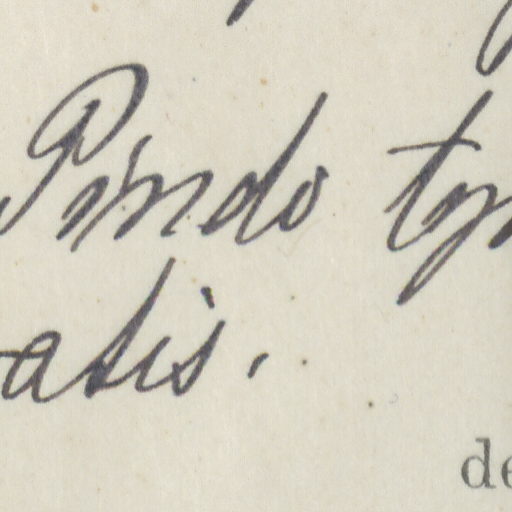 Pindo
atis.
de